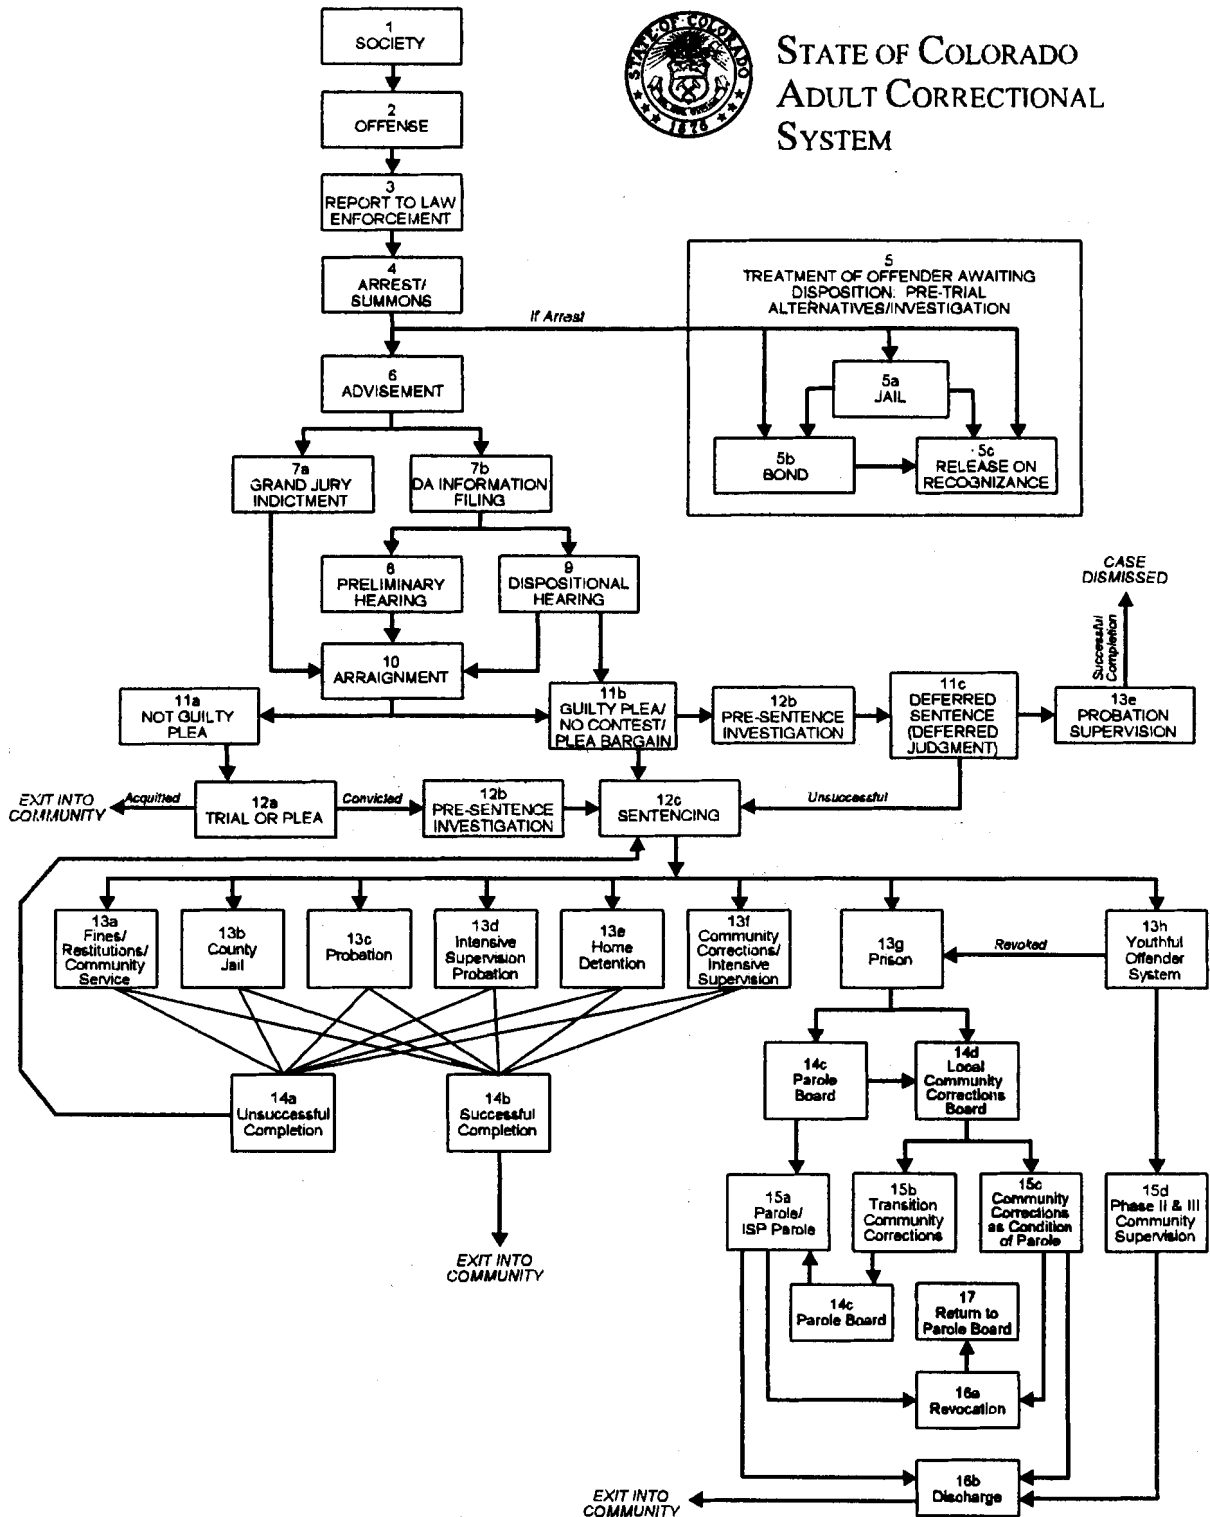 STATE OF COLORADO
1876
STATE OF COLORADO
ADULT CORRECTIONAL
SYSTEM
1
SOCIETY
2
OFFENSE
3
REPORT TO LAW
ENFORCEMENT
4
ARREST/
SUMMONS
If Arrest
5
TREATMENT OF OFFENDER AWAITING
DISPOSITION: PRE-TRIAL
ALTERNATIVES/INVESTIGATION
5a
JAIL
5b
BOND
5c
RELEASE ON
RECOGNIZANCE
6
ADVISEMENT
7a
GRAND JURY
INDICTMENT
7b
DA INFORMATION
FILING
8
PRELIMINARY
HEARING
9
DISPOSITIONAL
HEARING
10
ARRAIGNMENT
CASE
DISMISSED
Successful
Completion
11a
NOT GUILTY
PLEA
11b
GUILTY PLEA/
NO CONTEST/
PLEA BARGAIN
12b
PRE-SENTENCE
INVESTIGATION
11c
DEFERRED
SENTENCE
(DEFERRED
JUDGMENT)
13e
PROBATION
SUPERVISION
EXIT INTO
COMMUNITY
Acquitted
12a
TRIAL OR PLEA
Convicted
12b
PRE-SENTENCE
INVESTIGATION
12c
SENTENCING
Unsuccessful
13a
Fines/
Restitutions/
Community
Service
13b
County
Jail
13c
Probation
13d
Intensive
Supervision
Probation
13e
Home
Detention
13f
Community
Corrections/
Intensive
Supervision
13g
Prison
Revoked
13h
Youthful
Offender
System
14a
Unsuccessful
Completion
14b
Successful
Completion
14c
Parole
Board
14d
Local
Community
Corrections
Board
EXIT INTO
COMMUNITY
15a
Parole/
ISP Parole
15b
Transition
Community
Corrections
15c
Community
Corrections
as Condition
of Parole
15d
Phase II & III
Community
Supervision
14c
Parole Board
17
Return to
Parole Board
16a
Revocation
16b
Discharge
EXIT INTO
COMMUNITY